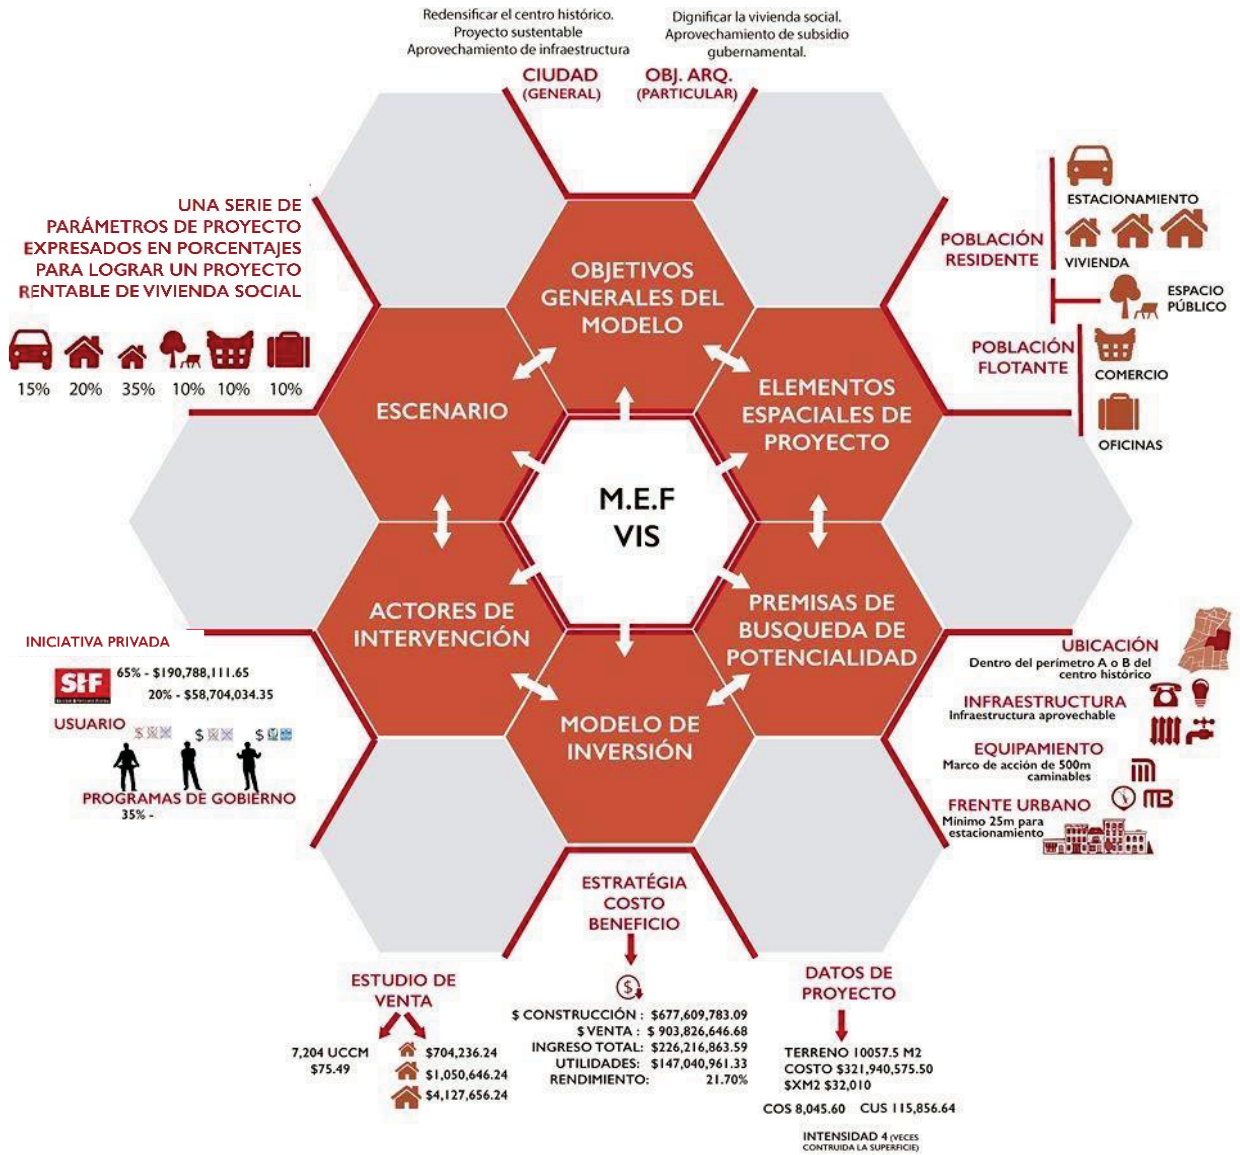 Redensificar el centro histórico.
Proyecto sustentable
Aprovechamiento de infraestructura
CIUDAD
(GENERAL)
Dignificar la vivienda social.
Aprovechamiento de subsidio
gubernamental.
OBJ. ARQ.
(PARTICULAR)
UNA SERIE DE
PARÁMETROS DE PROYECTO
EXPRESADOS EN PORCENTAJES
PARA LOGRAR UN PROYECTO
RENTABLE DE VIVIENDA SOCIAL
15% 20% 35% 10% 10% 10%
OBJETIVOS
GENERALES DEL
MODELO
ESCENARIO
ELEMENTOS
ESPACIALES DE
PROYECTO
M.E.F
VIS
ACTORES DE
INTERVENCIÓN
PREMISAS DE
BUSQUEDA DE
POTENCIALIDAD
MODELO DE
INVERSIÓN
POBLACIÓN
RESIDENTE
ESTACIONAMIENTO
VIVIENDA
ESPACIO
PÚBLICO
POBLACIÓN
FLOTANTE
COMERCIO
OFICINAS
INICIATIVA PRIVADA
SHF
65% - $190,788,111.65
20% - $58,704,034.35
USUARIO
$
$
$
PROGRAMAS DE GOBIERNO
35% -
UBICACIÓN
Dentro del perímetro A o B del
centro histórico
INFRAESTRUCTURA
Infraestructura aprovechable
EQUIPAMIENTO
Marco de acción de 500m
caminables
FRENTE URBANO
Mínimo 25m para
estacionamiento
ESTRATÉGIA
COSTO
BENEFICIO
$
$ CONSTRUCCIÓN : $677,609,783.09
$ VENTA : $ 903,826,646.68
INGRESO TOTAL: $226,216,863.59
UTILIDADES: $147,040,961.33
RENDIMIENTO: 21.70%
ESTUDIO DE
VENTA
7,204 UCCM
$75.49
$704,236.24
$1,050,646.24
$4,127,656.24
DATOS DE
PROYECTO
TERRENO 10057.5 M2
COSTO $321,940,575.50
$XM2 $32,010
COS 8,045.60 CUS 115,856.64
INTENSIDAD 4 (VECES
CONTRUIDA LA SUPERFICIE)